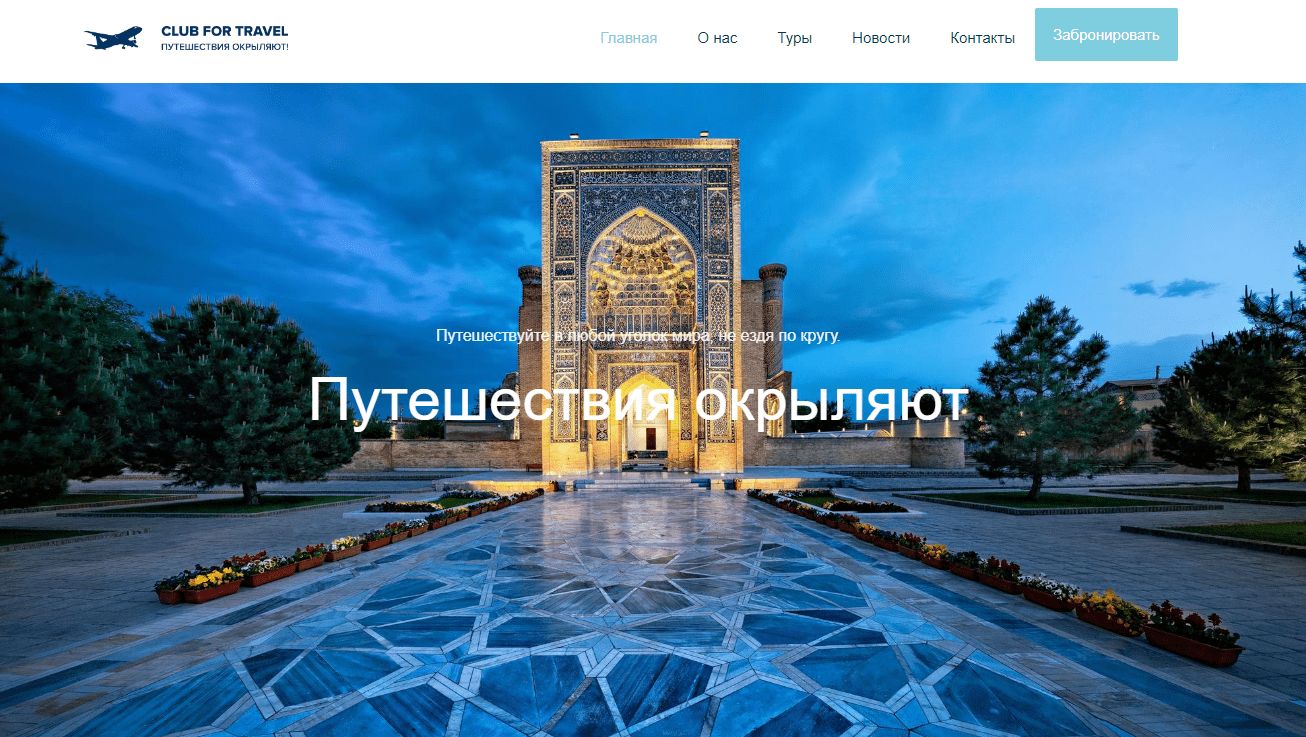 CLUB FOR TRAVEL
ПУТЕШЕСТВИЯ ОКРЫЛЯЮТ!
Главная
О нас
Туры
Новости
Контакты
Забронировать
Путешествуйте в любой уголок мира, не ездя по кругу.
Путешествия окрыляют